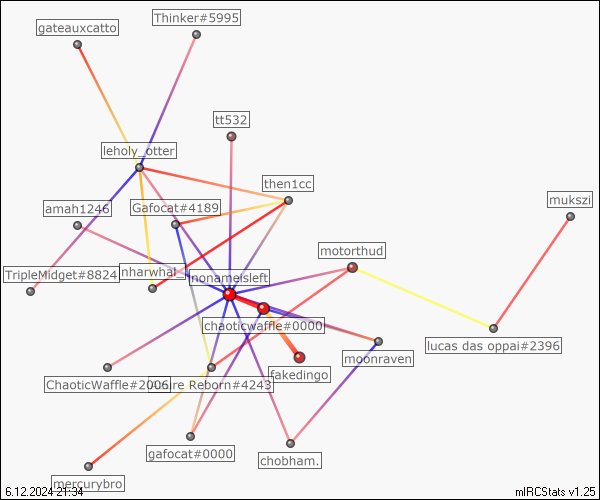 Thinker#5995
gateauxcatto
tt532
leholy_otter
then1cc
mukszi
amah1246
Gafocat#4189
motorthud
TripleMidget#8824
nharwhal_
nonameisleft
chaoticwaffle#0000
lucas das oppai#2396
moonraven
fakedingo
ChaoticWaffle#2006
Reborn#4243
gafocat#0000
chobham.
mercurybro
6.12.2024 21:34
mIRCStats v1.25